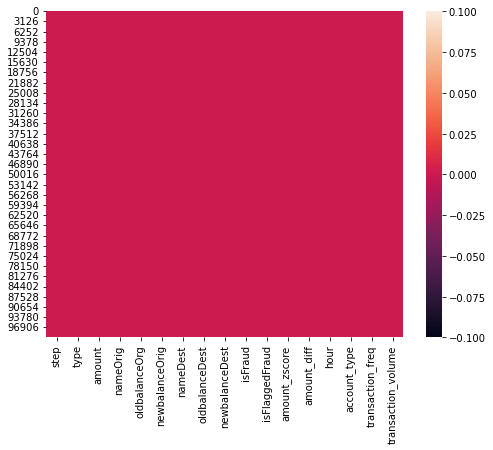 0
3126
6252
9378
12504
15630
18756
21882
25008
28134
31260
34386
37512
40638
43764
46890
50016
53142
56268
59394
62520
65646
68772
71898
75024
78150
81276
84402
87528
90654
93780
96906
step
type
amount
nameOrig
oldbalanceOrg
newbalanceOrig
nameDest
oldbalanceDest
newbalanceDest
isFraud
isFlaggedFraud
amount_zscore
amount_diff
hour
account_type
transaction_freq
transaction_volume
0.100
0.075
0.050
0.025
0.000
−0.025
−0.050
−0.075
−0.100